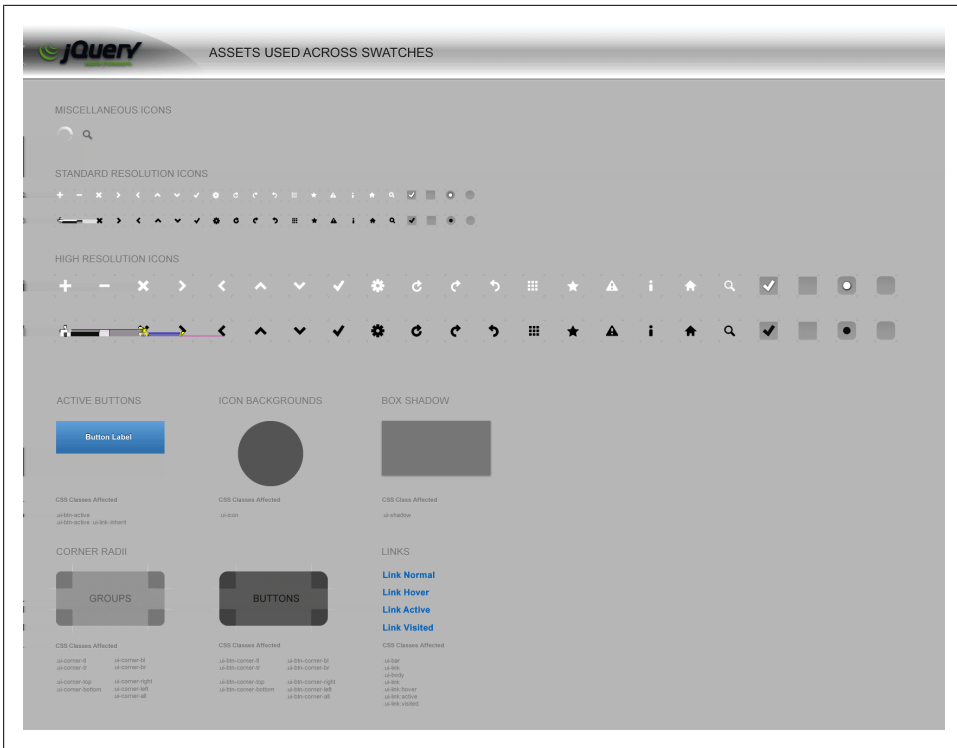 jQuery
ASSETS USED ACROSS SWATCHES
MISCELLANEOUS ICONS
STANDARD RESOLUTION ICONS
HIGH RESOLUTION ICONS
ACTIVE BUTTONS
ICON BACKGROUNDS
BOX SHADOW
Button Label
CSS Classes Affected
CSS Classes Affected
CSS Class Affected
.ui-btn-active
.ui-btn-active .ui-link-inherit
.ui-icon
.ui-shadow
CORNER RADII
LINKS
GROUPS
BUTTONS
Link Normal
Link Hover
Link Active
Link Visited
CSS Classes Affected
CSS Classes Affected
CSS Classes Affected
.ui-corner-tl
.ui-corner-tr
.ui-corner-top
.ui-corner-bottom
.ui-corner-bl
.ui-corner-br
.ui-corner-right
.ui-corner-left
.ui-corner-all
.ui-btn-corner-tl
.ui-btn-corner-tr
.ui-btn-corner-top
.ui-btn-corner-bottom
.ui-btn-corner-bl
.ui-btn-corner-br
.ui-btn-corner-right
.ui-btn-corner-left
.ui-btn-corner-all
.ui-bar
.ui-link
.ui-body
.ui-link
.ui-link:hover
.ui-link:active
.ui-link:visited